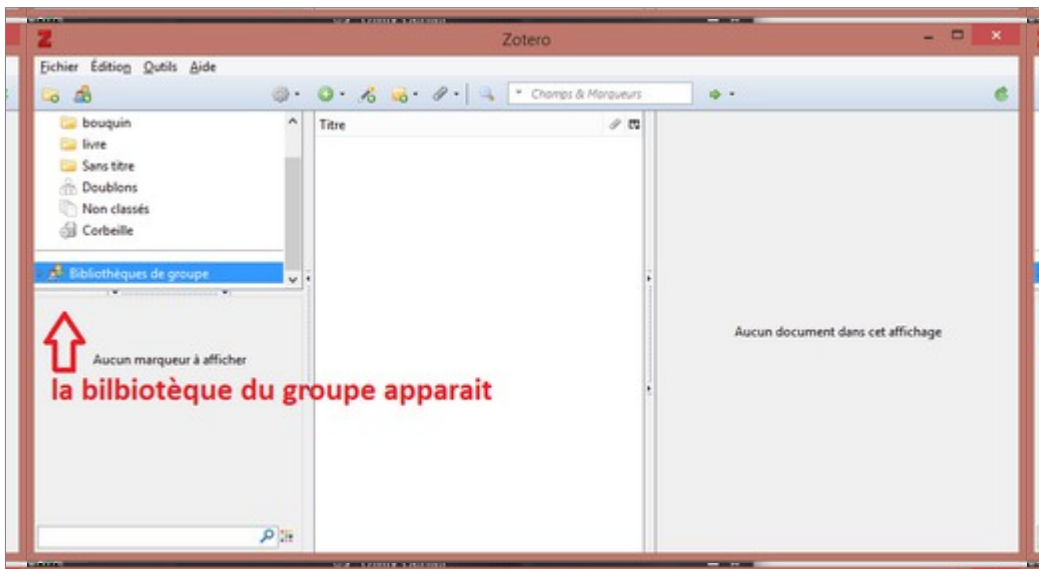 Z Zotero
Fichier Édition Outils Aide
Champs & Marqueurs
bouquin
livre
Sans titre
Doublons
Non classés
Corbeille
Bibliothèques de groupe
Titre
Aucun document dans cet affichage
Aucun marqueur à afficher
la bilbiotèque du groupe apparait